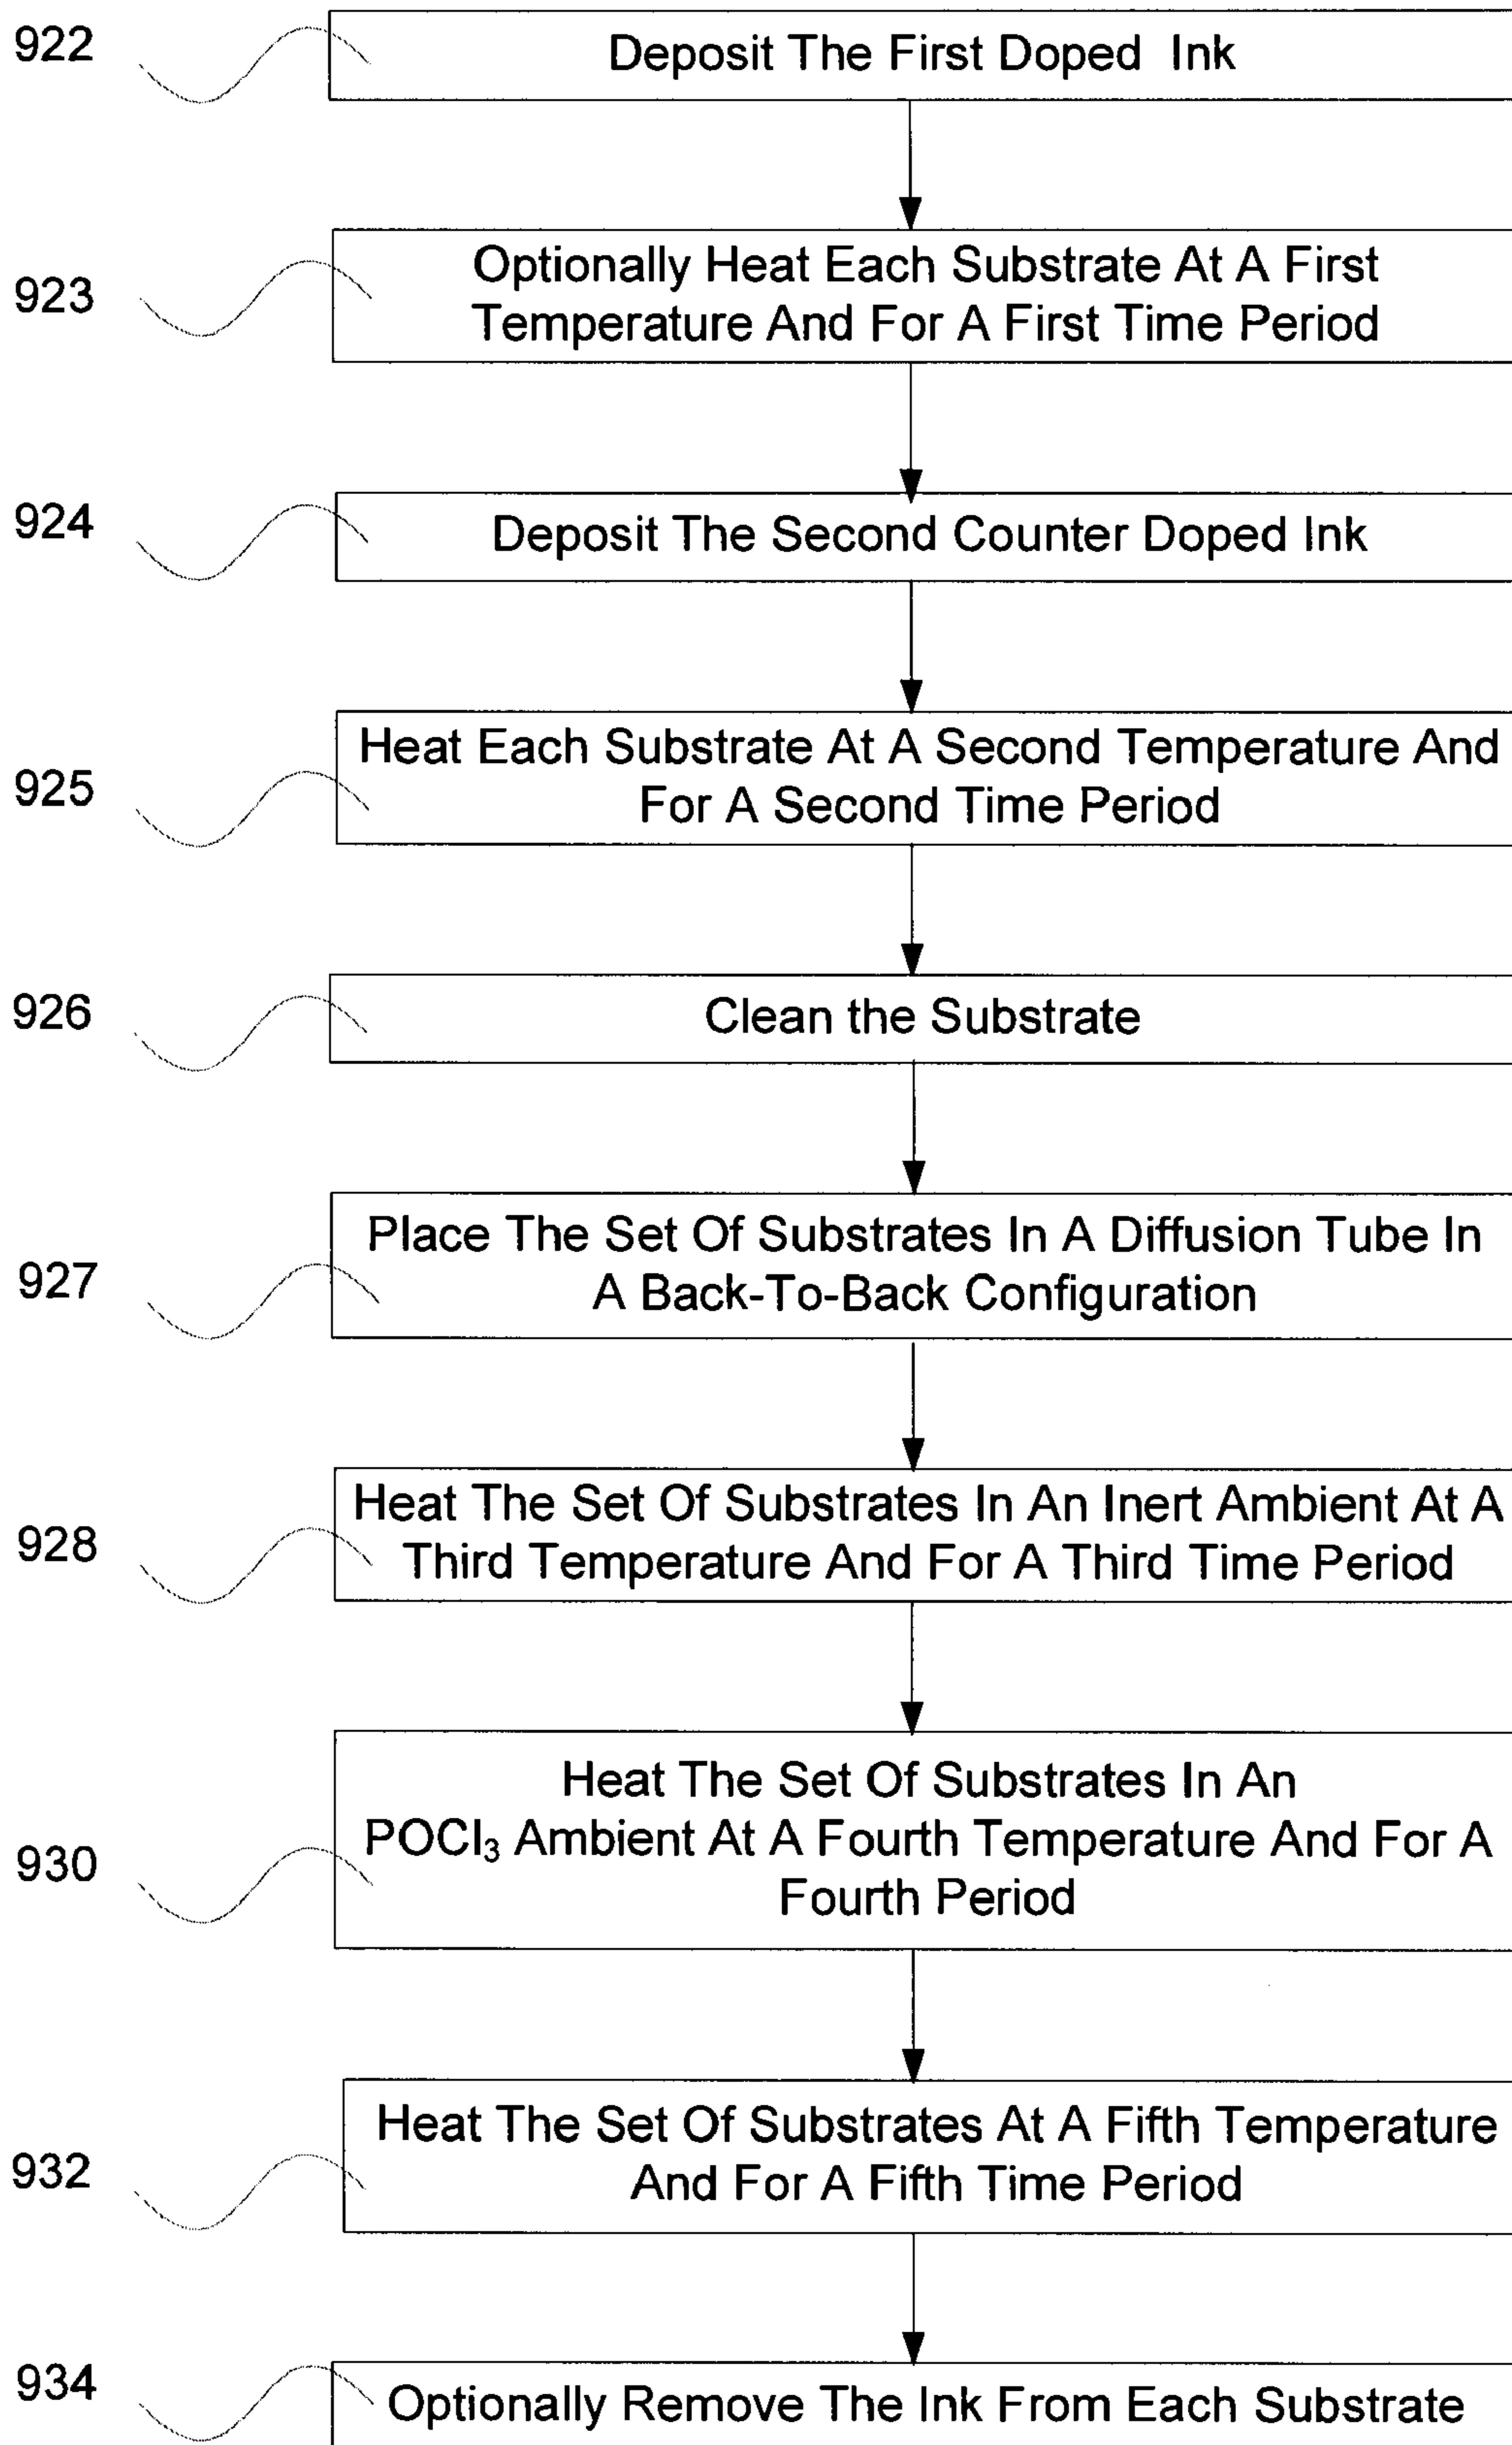 922
Deposit The First Doped Ink
923
Optionally Heat Each Substrate At A First
Temperature And For A First Time Period
924
Deposit The Second Counter Doped Ink
925
Heat Each Substrate At A Second Temperature And
For A Second Time Period
926
Clean the Substrate
927
Place The Set Of Substrates In A Diffusion Tube In
A Back-To-Back Configuration
928
Heat The Set Of Substrates In An Inert Ambient At A
Third Temperature And For A Third Time Period
930
Heat The Set Of Substrates In An
POCl₃ Ambient At A Fourth Temperature And For A
Fourth Period
932
Heat The Set Of Substrates At A Fifth Temperature
And For A Fifth Time Period
934
Optionally Remove The Ink From Each Substrate